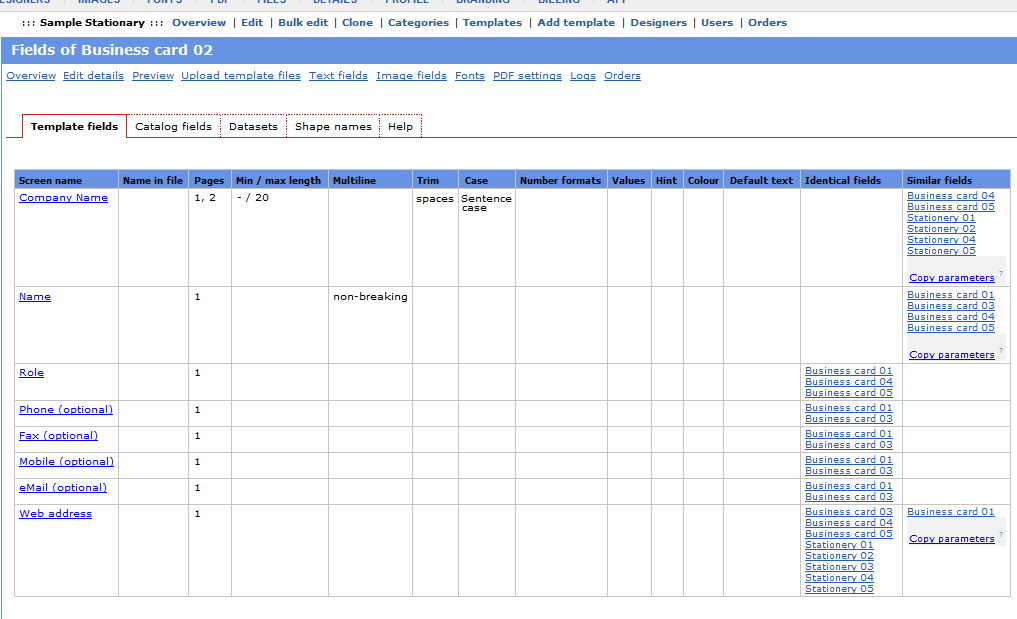 ::: Sample Stationary ::: Overview | Edit | Bulk edit | Clone | Categories | Templates | Add template | Designers | Users | Orders
Fields of Business card 02
Overview Edit details Preview Upload template files Text fields Image fields Fonts PDF settings Logs Orders
Template fields Catalog fields Datasets Shape names Help
Screen name Name in file Pages Min / max length Multiline Trim Case Number formats Values Hint Colour Default text Identical fields Similar fields
Company Name 1, 2 - / 20 spaces Sentence case Business card 04
Business card 05
Stationery 01
Stationery 02
Stationery 04
Stationery 05
Copy parameters ?
Name 1 non-breaking Business card 01
Business card 03
Business card 04
Business card 05
Copy parameters ?
Role 1 Business card 01
Business card 04
Business card 05
Phone (optional) 1 Business card 01
Business card 03
Fax (optional) 1 Business card 01
Business card 03
Mobile (optional) 1 Business card 01
Business card 03
eMail (optional) 1 Business card 01
Business card 03
Web address 1 Business card 03 Business card 01
Business card 04
Business card 05
Stationery 01 Copy parameters ?
Stationery 02
Stationery 03
Stationery 04
Stationery 05